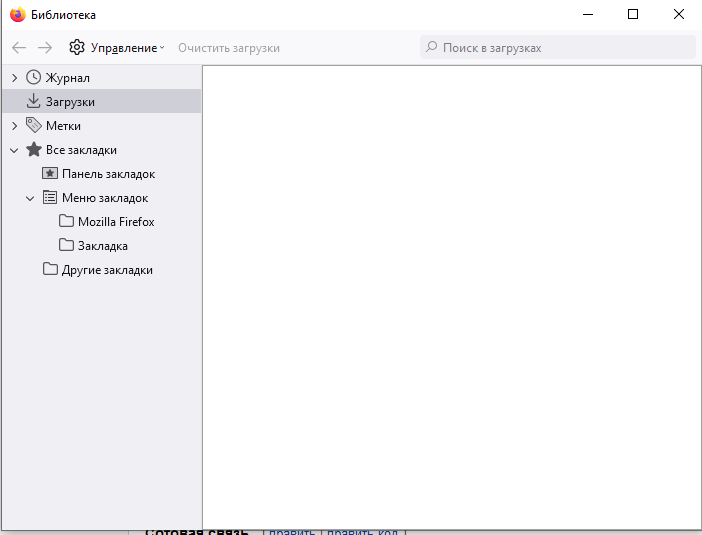 Библиотека
Управление
Очистить загрузки
Поиск в загрузках
Журнал
Загрузки
Метки
Все закладки
Панель закладок
Меню закладок
Mozilla Firefox
Закладка
Другие закладки
Сотовая связь [ править | править код ]